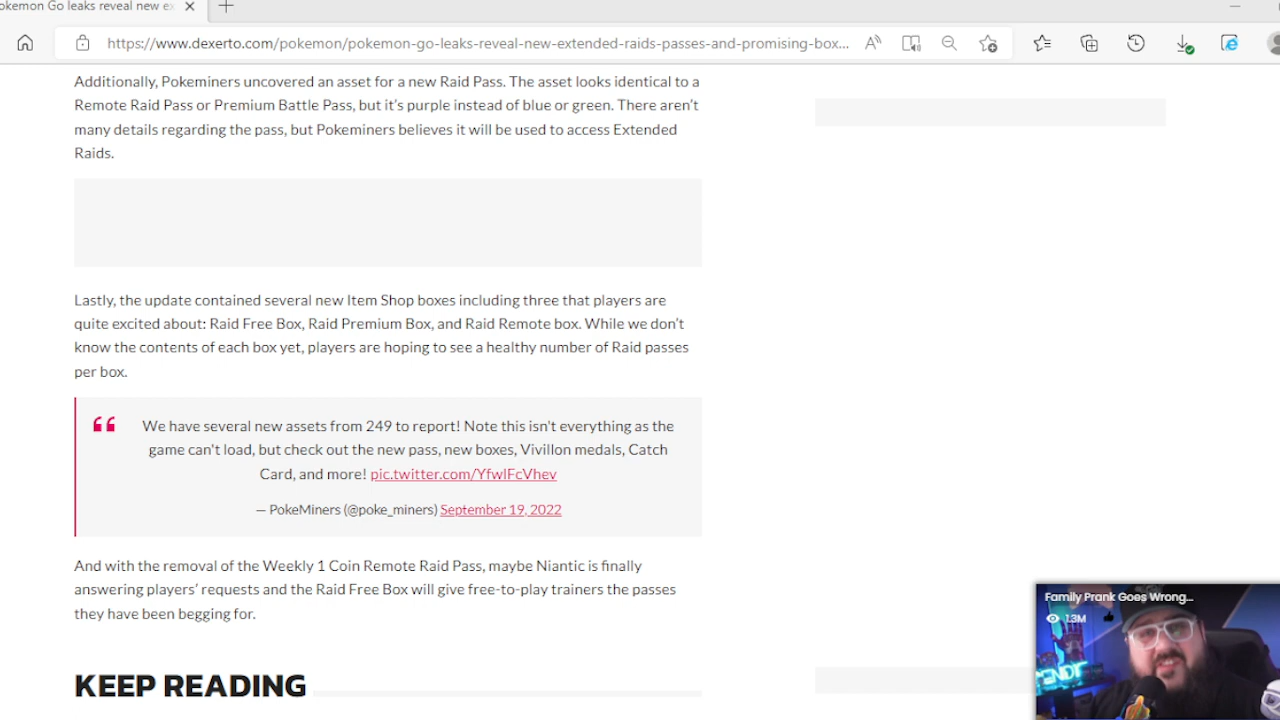 okemon Go leaks reveal new ex
https://www.dexerto.com/pokemon/pokemon-go-leaks-reveal-new-extended-raids-passes-and-promising-box...
Additionally, Pokeminers uncovered an asset for a new Raid Pass. The asset looks identical to a
Remote Raid Pass or Premium Battle Pass, but it's purple instead of blue or green. There aren't
many details regarding the pass, but Pokeminers believes it will be used to access Extended
Raids.
Lastly, the update contained several new Item Shop boxes including three that players are
quite excited about: Raid Free Box, Raid Premium Box, and Raid Remote box. While we don't
know the contents of each box yet, players are hoping to see a healthy number of Raid passes
per box.
We have several new assets from 249 to report! Note this isn't everything as the
game can't load, but check out the new pass, new boxes, Vivillon medals, Catch
Card, and more! pic.twitter.com/YfwlFcVhev
— PokeMiners (@poke_miners) September 19, 2022
And with the removal of the Weekly 1 Coin Remote Raid Pass, maybe Niantic is finally
answering players' requests and the Raid Free Box will give free-to-play trainers the passes
they have been begging for.
Family Prank Goes Wrong...
1.3M
KEEP READING